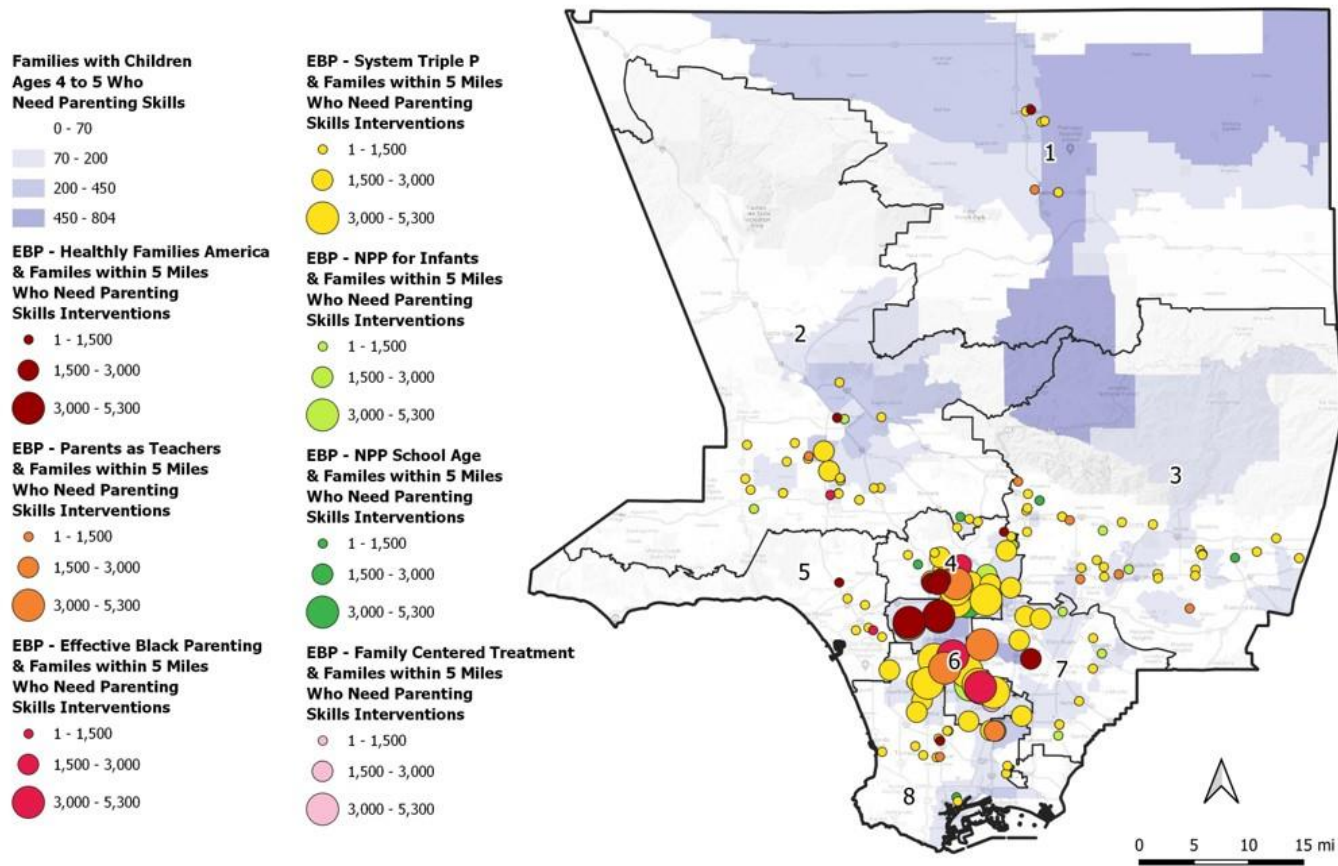 Families with Children
Ages 4 to 5 Who
Need Parenting Skills
0 - 70
70 - 200
200 - 450
450 - 804
EBP - Healthly Families America
& Familes within 5 Miles
Who Need Parenting
Skills Interventions
1 - 1,500
1,500 - 3,000
3,000 - 5,300
EBP - Parents as Teachers
& Familes within 5 Miles
Who Need Parenting
Skills Interventions
1 - 1,500
1,500 - 3,000
3,000 - 5,300
EBP - Effective Black Parenting
& Familes within 5 Miles
Who Need Parenting
Skills Interventions
1 - 1,500
1,500 - 3,000
3,000 - 5,300
EBP - System Triple P
& Familes within 5 Miles
Who Need Parenting
Skills Interventions
1 - 1,500
1,500 - 3,000
3,000 - 5,300
EBP - NPP for Infants
& Familes within 5 Miles
Who Need Parenting
Skills Interventions
1 - 1,500
1,500 - 3,000
3,000 - 5,300
EBP - NPP School Age
& Familes within 5 Miles
Who Need Parenting
Skills Interventions
1 - 1,500
1,500 - 3,000
3,000 - 5,300
EBP - Family Centered Treatment
& Familes within 5 Miles
Who Need Parenting
Skills Interventions
1 - 1,500
1,500 - 3,000
3,000 - 5,300
1
2
3
4
5
6
7
8
0 5 10 15 mi